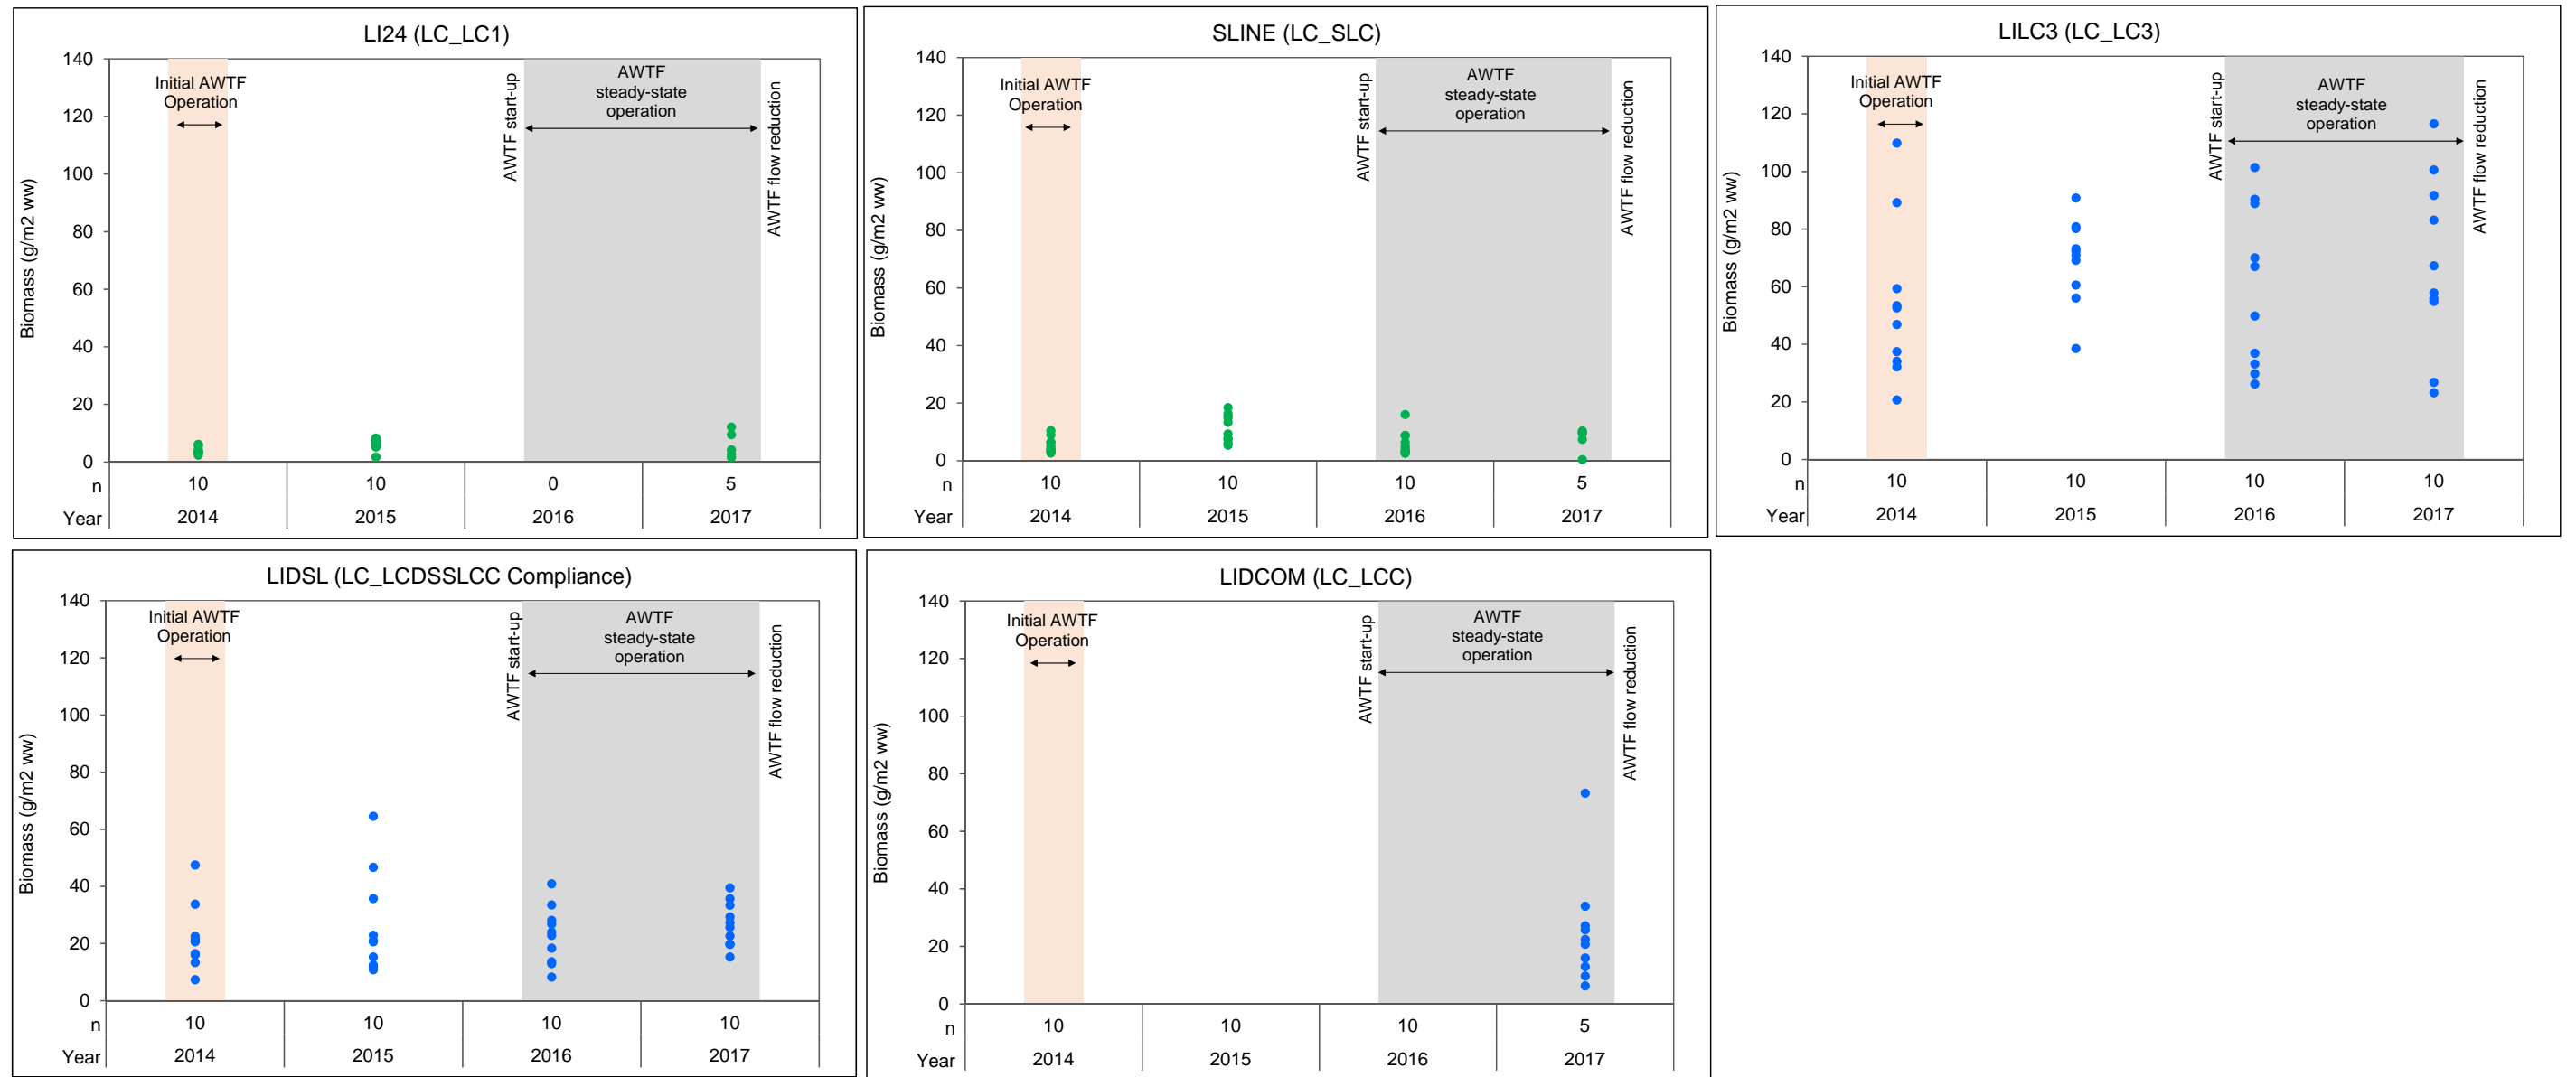 LI24 (LC_LC1)
140
120
100
80
60
40
20
0
Biomass (g/m2 ww)
Initial AWTF
Operation
AWTF start-up
AWTF
steady-state
operation
AWTF flow reduction
n 10 10 0 5
Year 2014 2015 2016 2017
SLINE (LC_SLC)
140
120
100
80
60
40
20
0
Biomass (g/m2 ww)
Initial AWTF
Operation
AWTF start-up
AWTF
steady-state
operation
AWTF flow reduction
n 10 10 10 5
Year 2014 2015 2016 2017
LILC3 (LC_LC3)
140
120
100
80
60
40
20
0
Biomass (g/m2 ww)
Initial AWTF
Operation
AWTF start-up
AWTF
steady-state
operation
AWTF flow reduction
n 10 10 10 10
Year 2014 2015 2016 2017
LIDSL (LC_LCDSSLCC Compliance)
140
120
100
80
60
40
20
0
Biomass (g/m2 ww)
Initial AWTF
Operation
AWTF start-up
AWTF
steady-state
operation
AWTF flow reduction
n 10 10 10 10
Year 2014 2015 2016 2017
LIDCOM (LC_LCC)
140
120
100
80
60
40
20
0
Biomass (g/m2 ww)
Initial AWTF
Operation
AWTF start-up
AWTF
steady-state
operation
AWTF flow reduction
n 10 10 10 5
Year 2014 2015 2016 2017